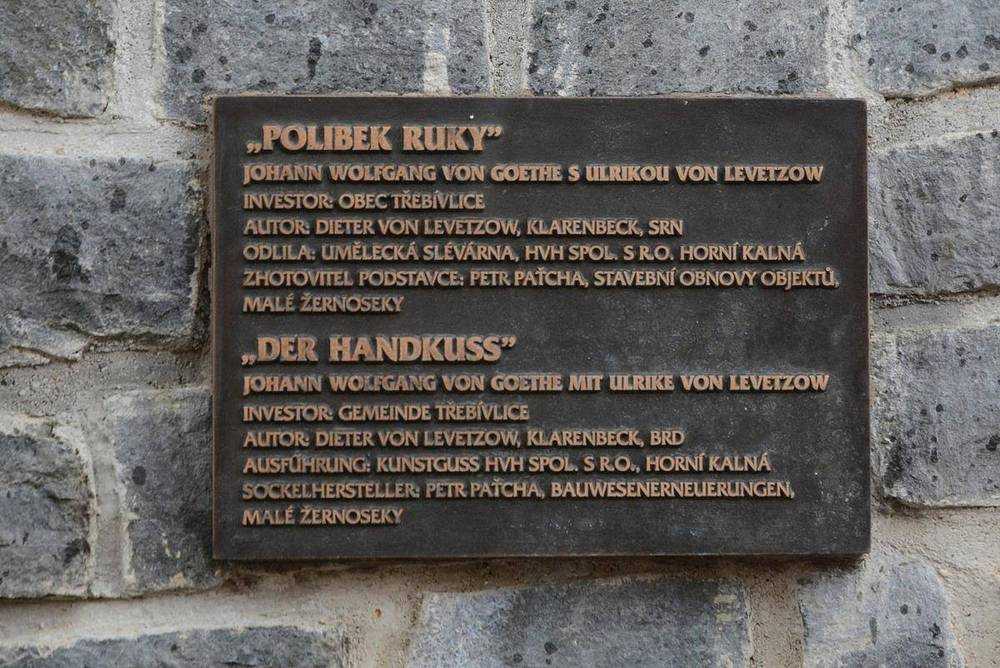 „POLIBEK RUKY”
JOHANN WOLFGANG VON GOETHE S ULRIKOU VON LEVETZOW
INVESTOR: OBEC TŘEBÍVLICE
AUTOR: DIETER VON LEVETZOW, KLARENBECK, SRN
ODLILA: UMĚLECKÁ SLÉVÁRNA, HVH SPOL. S R.O. HORNÍ KALNÁ
ZHOTOVITEL PODSTAVCE: PETR PAŤCHA, STAVEBNÍ OBNOVY OBJEKTŮ,
MALÉ ŽERNOSEKY
„DER HANDKUSS”
JOHANN WOLFGANG VON GOETHE MIT ULRIKE VON LEVETZOW
INVESTOR: GEMEINDE TŘEBÍVLICE
AUTOR: DIETER VON LEVETZOW, KLARENBECK, BRD
AUSFÜHRUNG: KUNSTGUSS HVH SPOL. S R.O., HORNÍ KALNÁ
SOCKELHERSTELLER: PETR PAŤCHA, BAUWESENERNEUERUNGEN,
MALÉ ŽERNOSEKY